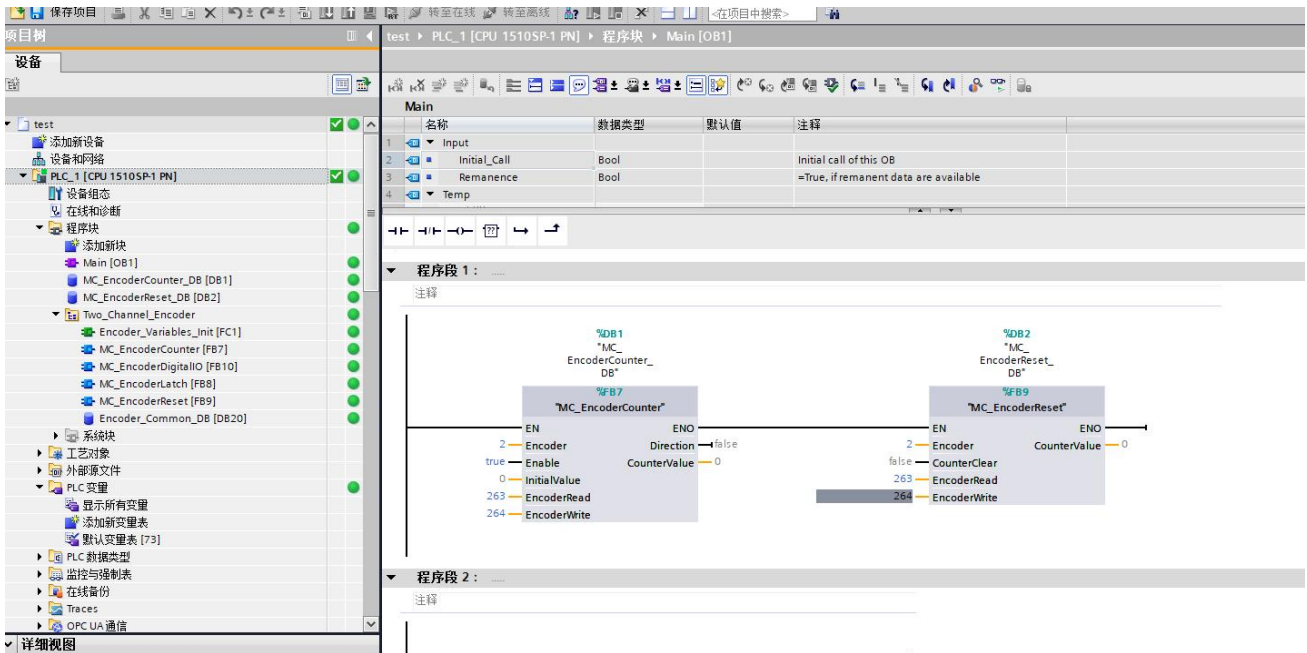 保存项目
转至在线
转至离线
<在项目中搜索>
项目树
test
PLC_1 [CPU 1510SP-1 PN]
程序块
Main [OB1]
设备
Main
名称
数据类型
默认值
注释
1
Input
2
Initial_Call
Bool
Initial call of this OB
3
Remanence
Bool
=True, if remanent data are available
4
Temp
test
添加新设备
设备和网络
PLC_1 [CPU 1510SP-1 PN]
设备组态
在线和诊断
程序块
添加新块
Main [OB1]
MC_EncoderCounter_DB [DB1]
MC_EncoderReset_DB [DB2]
Two_Channel_Encoder
Encoder_Variables_Init [FC1]
MC_EncoderCounter [FB7]
MC_EncoderDigitalIO [FB10]
MC_EncoderLatch [FB8]
MC_EncoderReset [FB9]
Encoder_Common_DB [DB20]
系统块
工艺对象
外部源文件
PLC 变量
显示所有变量
添加新变量表
默认变量表 [73]
PLC 数据类型
监控与强制表
在线备份
Traces
OPC UA 通信
详细视图
??
程序段 1：
.....
注释
%DB1
"MC_
EncoderCounter_
DB"
%FB7
"MC_EncoderCounter"
EN
ENO
2
Encoder
Direction
false
true
Enable
CounterValue
0
0
InitialValue
263
EncoderRead
264
EncoderWrite
%DB2
"MC_
EncoderReset_
DB"
%FB9
"MC_EncoderReset"
EN
ENO
2
Encoder
CounterValue
0
false
CounterClear
263
EncoderRead
264
EncoderWrite
程序段 2：
.....
注释